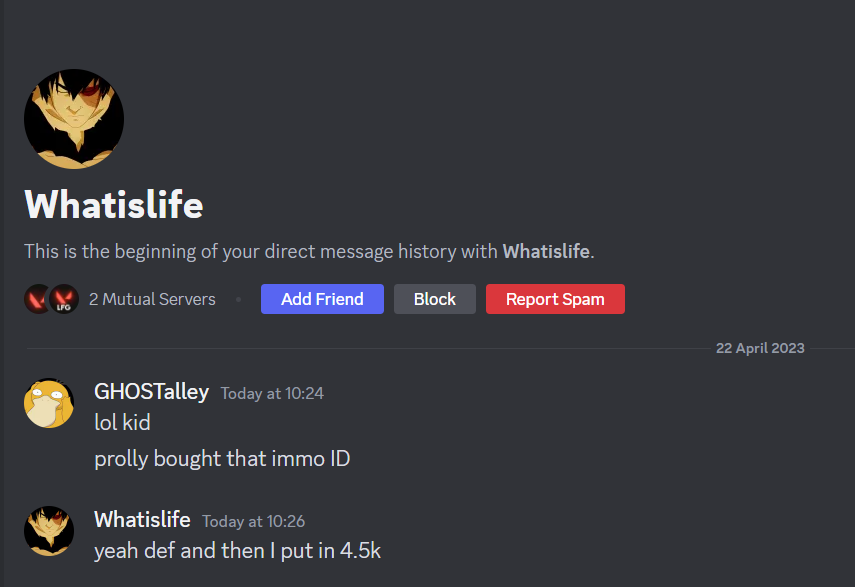 Whatislife
This is the beginning of your direct message history with Whatislife.
LFG
2 Mutual Servers
Add Friend
Block
Report Spam
22 April 2023
GHOSTalley Today at 10:24
lol kid
prolly bought that immo ID
Whatislife Today at 10:26
yeah def and then I put in 4.5k